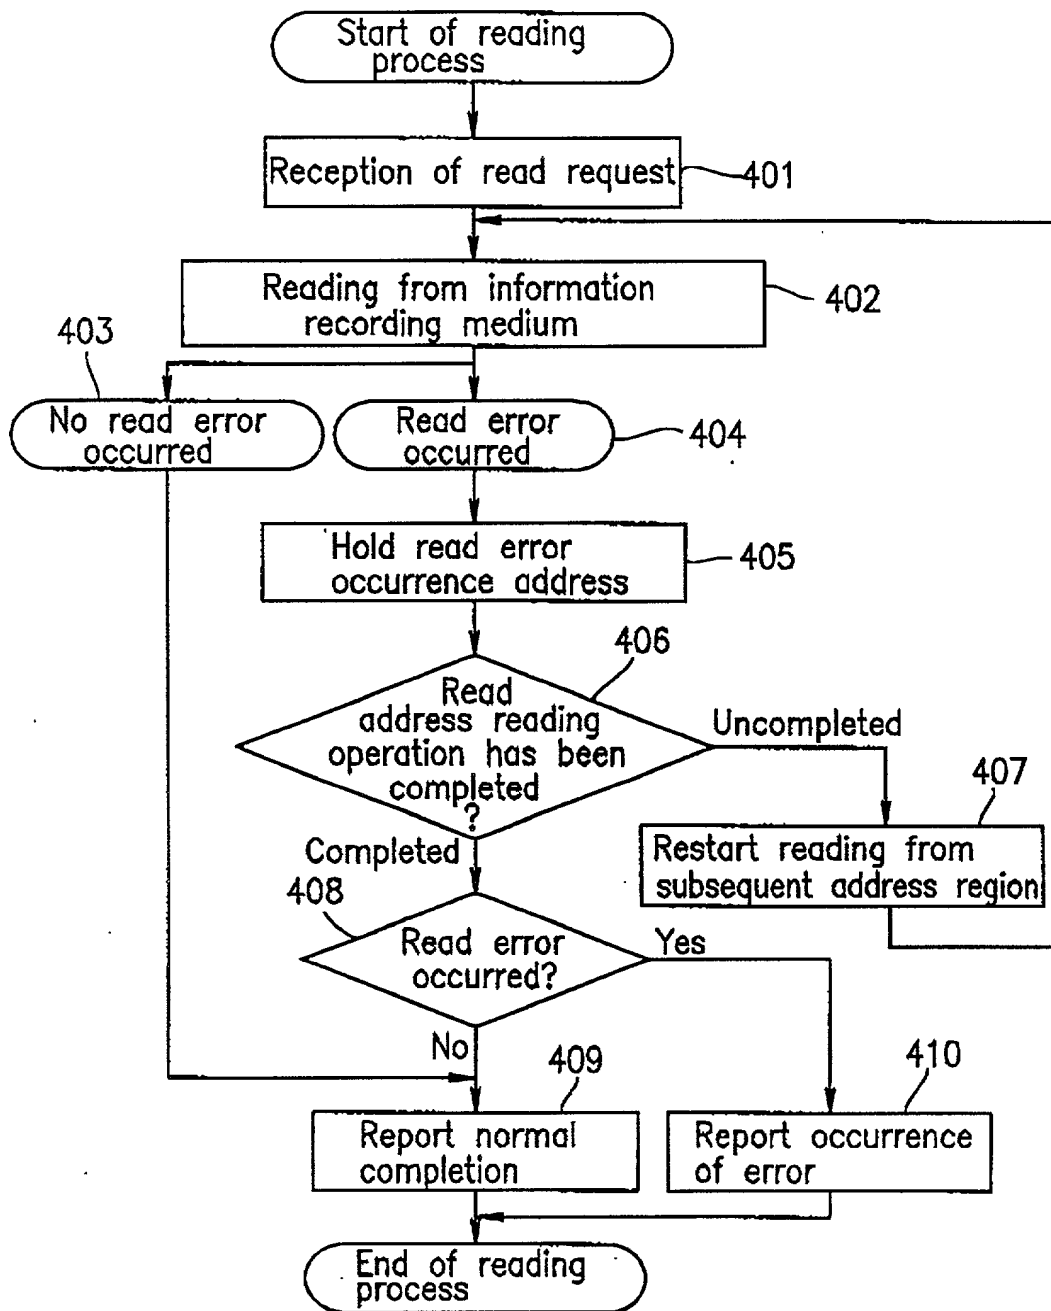 Start of reading
process
Reception of read request
401
Reading from information
recording medium
402
403
No read error
occurred
Read error
occurred
404
Hold read error
occurrence address
405
406
Read
address reading
operation has been
completed
?
Uncompleted
407
Restart reading from
subsequent address region
Completed
408
Read error
occurred?
Yes
No
409
410
Report normal
completion
Report occurrence
of error
End of reading
process